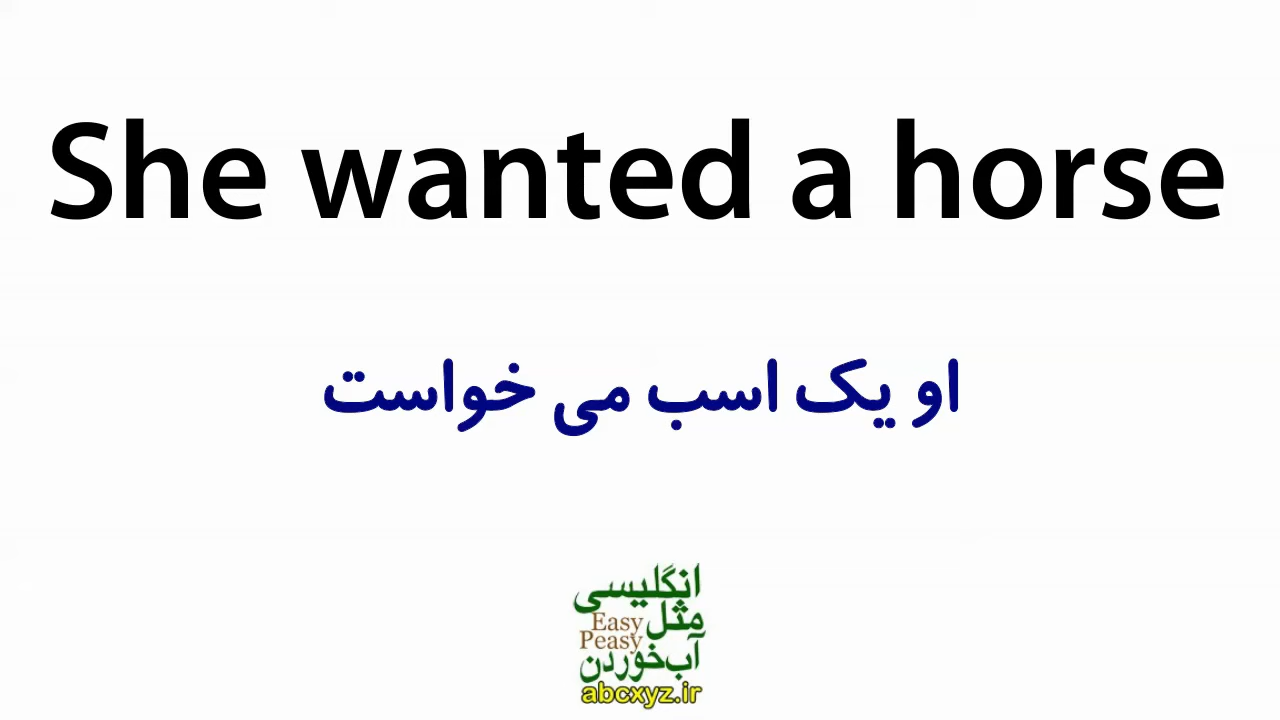 She wanted a horse
او یک اسب می خواست
انگلیسی
مثل Easy
Peasy
آب‌خوردن
abcxyz.ir